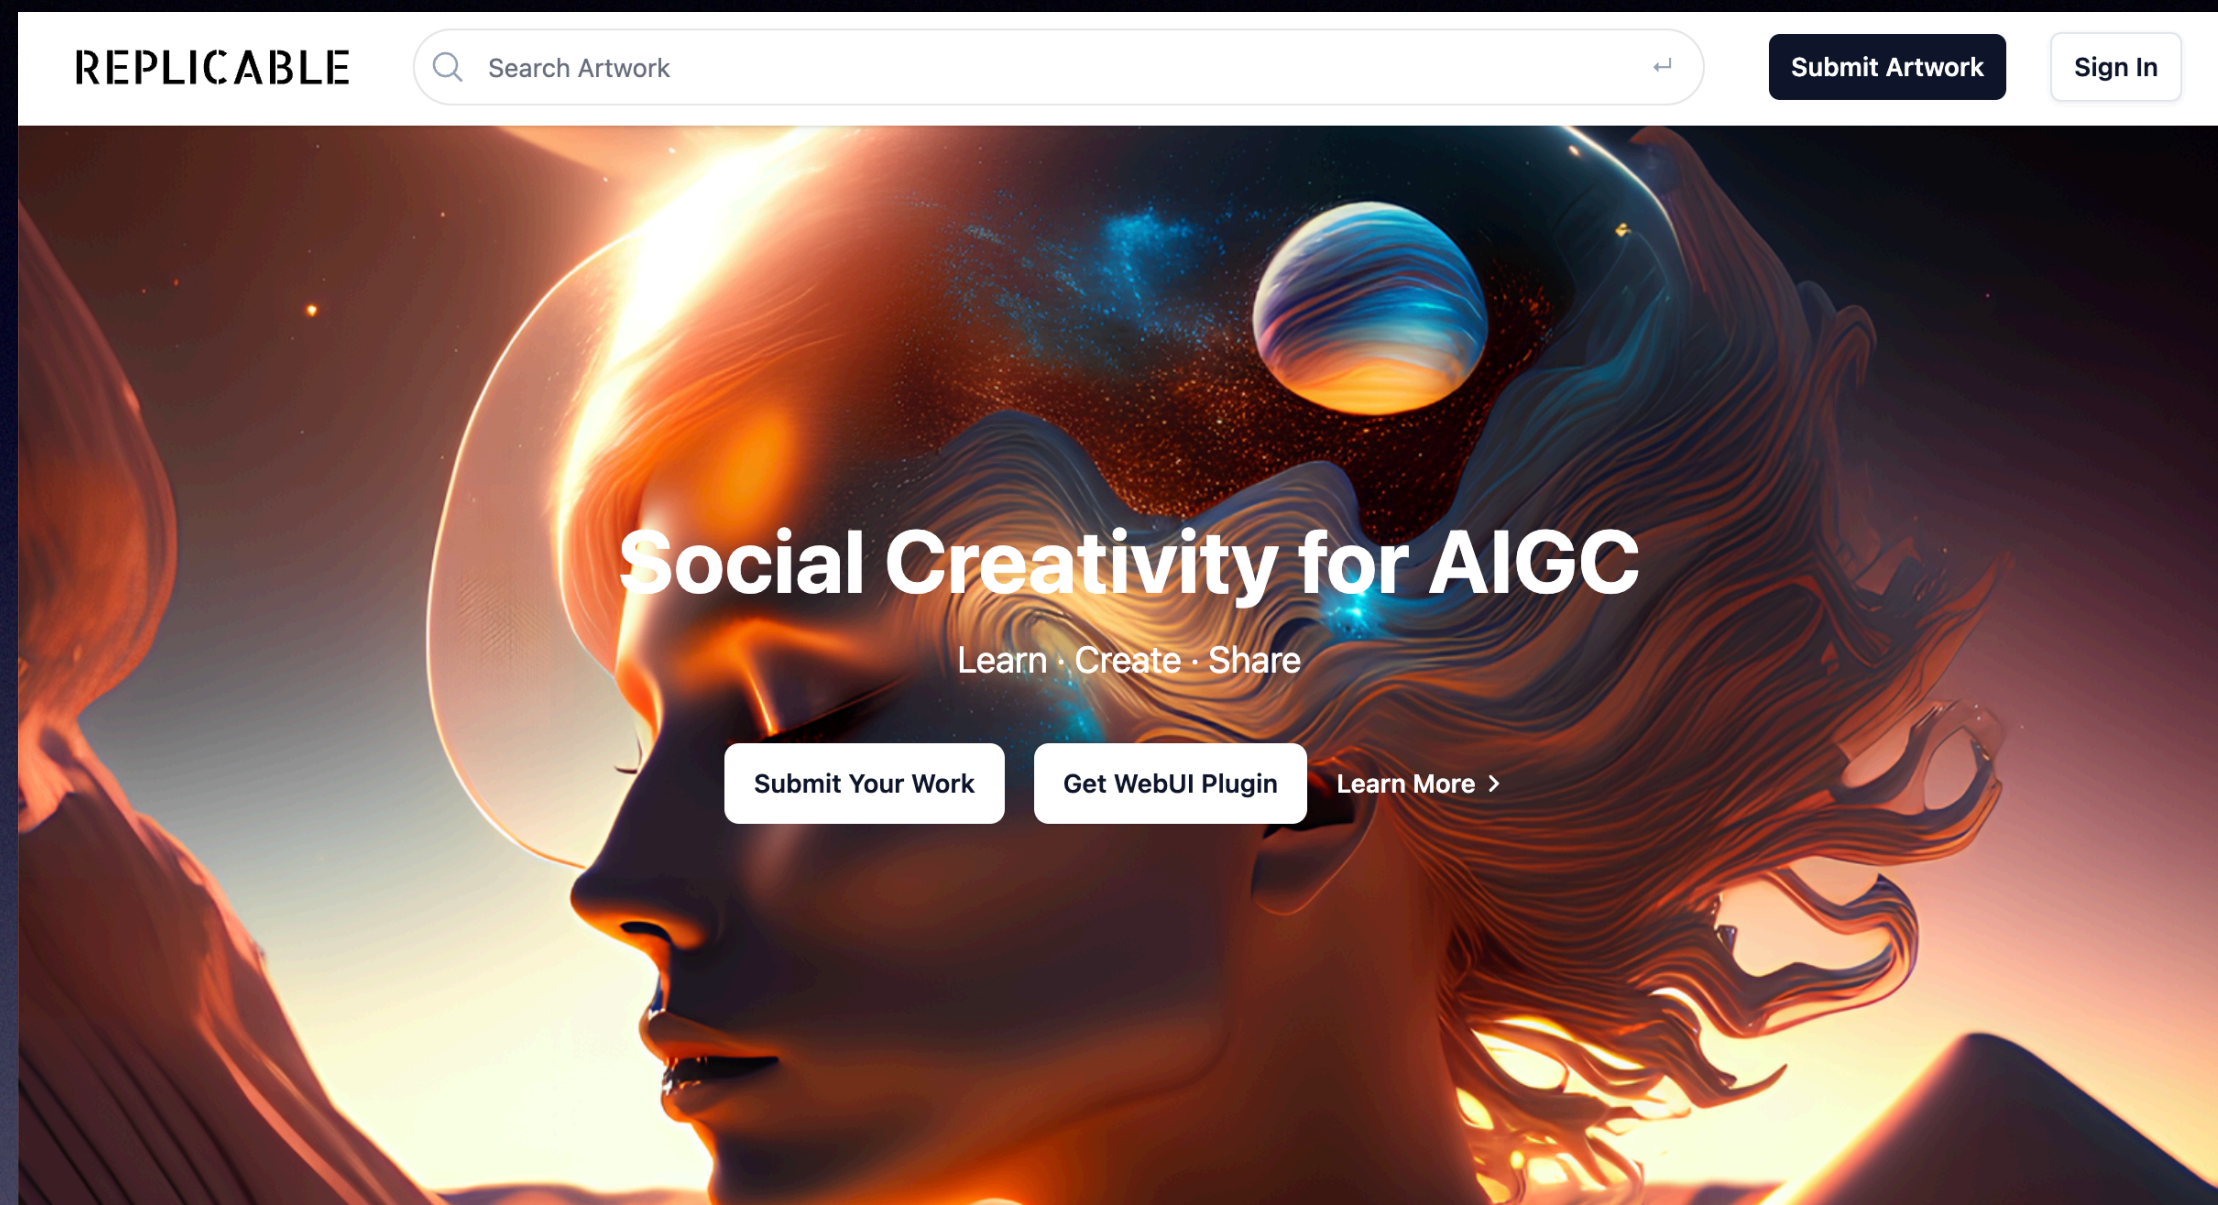 REPLICABLE
Search Artwork
Submit Artwork
Sign In
Social Creativity for AIGC
Learn · Create · Share
Submit Your Work
Get WebUI Plugin
Learn More